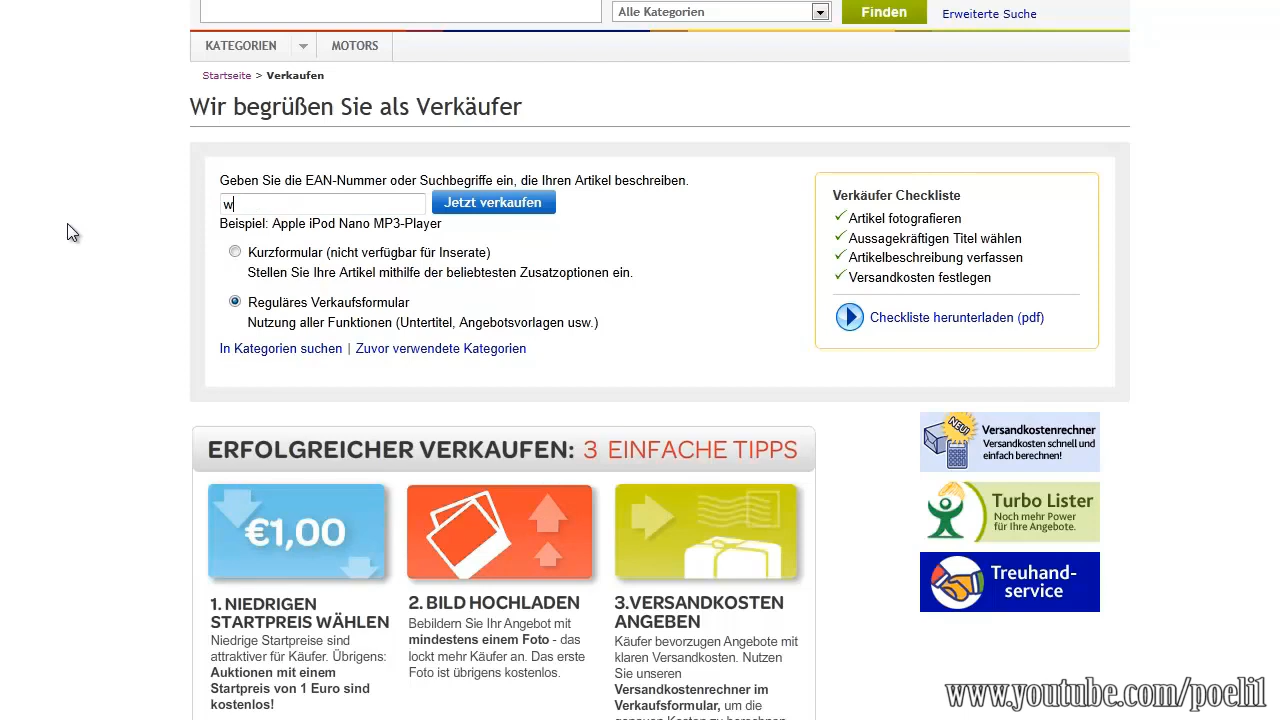 Alle Kategorien
Finden
Erweiterte Suche
KATEGORIEN
MOTORS
Startseite > Verkaufen
Wir begrüßen Sie als Verkäufer
Geben Sie die EAN-Nummer oder Suchbegriffe ein, die Ihren Artikel beschreiben.
w
Jetzt verkaufen
Beispiel: Apple iPod Nano MP3-Player
Kurzformular (nicht verfügbar für Inserate)
Stellen Sie Ihre Artikel mithilfe der beliebtesten Zusatzoptionen ein.
Reguläres Verkaufsformular
Nutzung aller Funktionen (Untertitel, Angebotsvorlagen usw.)
In Kategorien suchen | Zuvor verwendete Kategorien
Verkäufer Checkliste
Artikel fotografieren
Aussagekräftigen Titel wählen
Artikelbeschreibung verfassen
Versandkosten festlegen
Checkliste herunterladen (pdf)
ERFOLGREICHER VERKAUFEN: 3 EINFACHE TIPPS
€1,00
1. NIEDRIGEN
STARTPREIS WÄHLEN
Niedrige Startpreise sind
attraktiver für Käufer. Übrigens:
Auktionen mit einem
Startpreis von 1 Euro sind
kostenlos!
2. BILD HOCHLADEN
Bebildern Sie Ihr Angebot mit
mindestens einem Foto - das
lockt mehr Käufer an. Das erste
Foto ist übrigens kostenlos.
3.VERSANDKOSTEN
ANGEBEN
Käufer bevorzugen Angebote mit
klaren Versandkosten. Nutzen
Sie unseren
Versandkostenrechner im
Verkaufsformular, um die
genauen Kosten zu berechnen
NEU!
Versandkostenrechner
Versandkosten schnell und
einfach berechnen!
Turbo Lister
Noch mehr Power
für Ihre Angebote.
Treuhand-
service
www.youtube.com/poelil